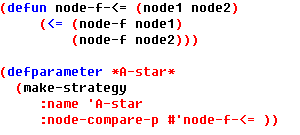 (defun node-f-<= (node1 node2)
(<= (node-f node1)
(node-f node2)))
(defparameter *A-star*
(make-strategy
:name 'A-star
:node-compare-p #'node-f-<= ))